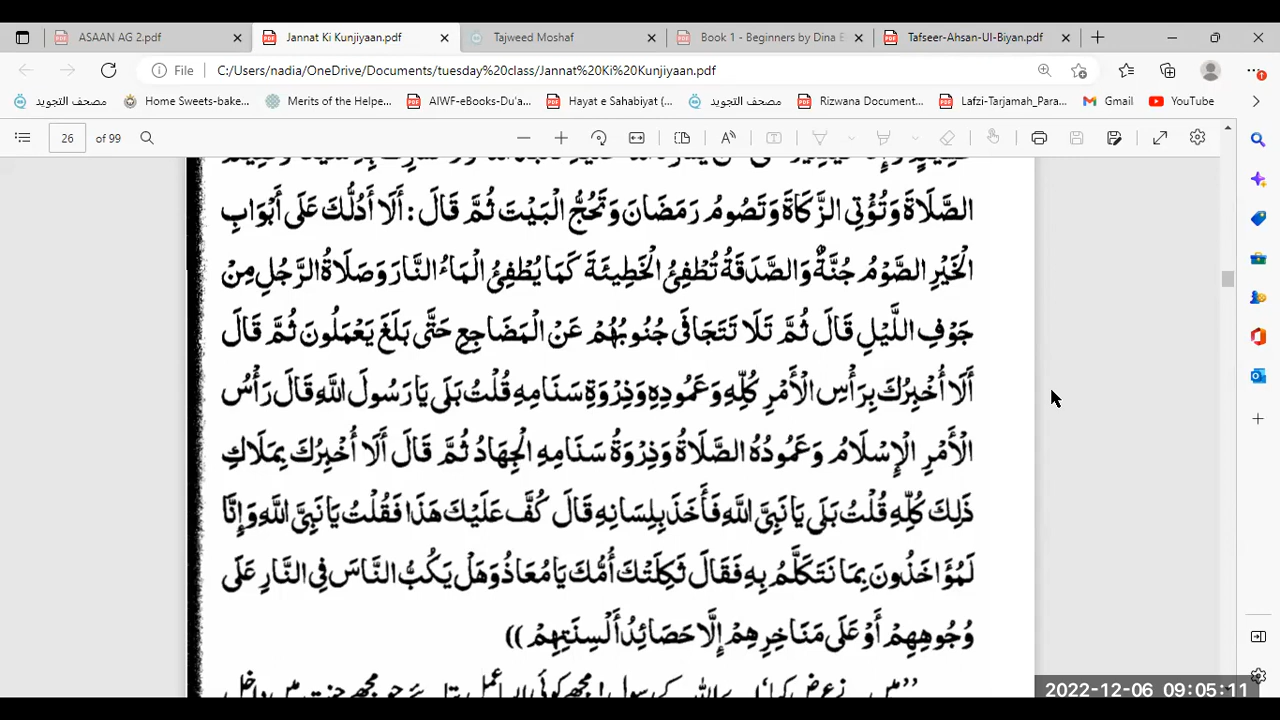 ASAAN AG 2.pdf
Jannat Ki Kunjiyaan.pdf
Tajweed Moshaf
Book 1 - Beginners by Dina E
Tafseer-Ahsan-Ul-Biyan.pdf
File C:/Users/nadia/OneDrive/Documents/tuesday%20class/Jannat%20Ki%20Kunjiyaan.pdf
مصحف التجويد
Home Sweets-bake...
Merits of the Helpe...
AIWF-eBooks-Du'a...
Hayat e Sahabiyat (...
مصحف التجويد
Rizwana Document...
Lafzi-Tarjamah_Para...
Gmail
YouTube
26 of 99
الصَّلَاةَ وَتُؤْتِي الزَّكَاةَ وَتَصُومُ رَمَضَانَ وَتَحُجُّ الْبَيْتَ ثُمَّ قَالَ : أَلَا أَدُلُّكَ عَلَى أَبْوَابِ
الْخَيْرِ الصَّوْمُ جُنَّةٌ وَالصَّدَقَةُ تُطْفِئُ الْخَطِيئَةَ كَمَا يُطْفِئُ الْمَاءُ النَّارَ وَصَلَاةُ الرَّجُلِ مِنْ
جَوْفِ اللَّيْلِ قَالَ ثُمَّ تَلَا تَتَجَافَى جُنُوبُهُمْ عَنْ الْمَضَاجِعِ حَتَّى بَلَغَ يَعْمَلُونَ ثُمَّ قَالَ
أَلَا أُخْبِرُكَ بِرَأْسِ الْأَمْرِ كُلِّهِ وَعَمُودِهِ وَذِرْوَةِ سَنَامِهِ قُلْتُ بَلَى يَا رَسُولَ اللَّهِ قَالَ رَأْسُ
الْأَمْرِ الْإِسْلَامُ وَعَمُودُهُ الصَّلَاةُ وَذِرْوَةُ سَنَامِهِ الْجِهَادُ ثُمَّ قَالَ أَلَا أُخْبِرُكَ بِمَلَاكِ
ذَلِكَ كُلِّهِ قُلْتُ بَلَى يَا نَبِيَّ اللَّهِ فَأَخَذَ بِلِسَانِهِ قَالَ كُفَّ عَلَيْكَ هَذَا فَقُلْتُ يَا نَبِيَّ اللَّهِ وَإِنَّا
لَمُؤَاخَذُونَ بِمَا نَتَكَلَّمُ بِهِ فَقَالَ ثَكِلَتْكَ أُمُّكَ يَا مُعَاذُ وَهَلْ يَكُبُّ النَّاسَ فِي النَّارِ عَلَى
وُجُوهِهِمْ أَوْ عَلَى مَنَاخِرِهِمْ إِلَّا حَصَائِدُ أَلْسِنَتِهِمْ ))
2022-12-06 09:05:11